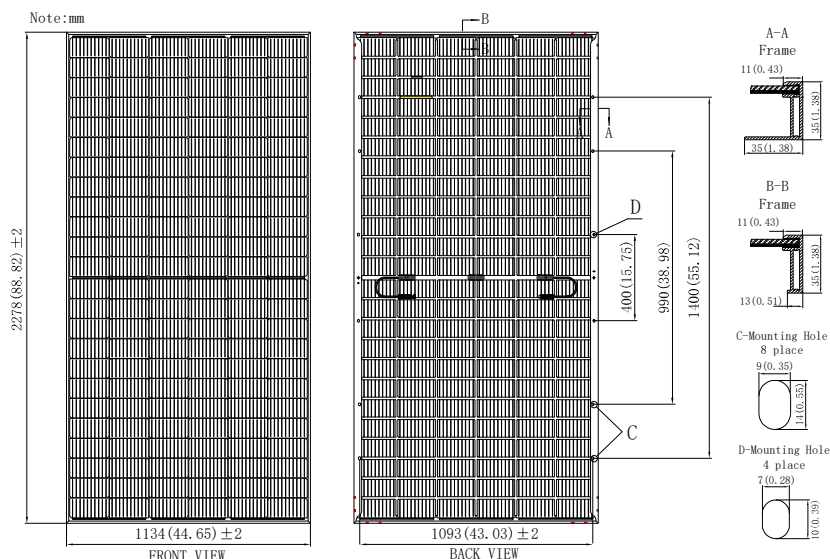 Note:mm
2278(88.82)±2
1134(44.65)±2
FRONT VIEW
B
B
A
A
D
400(15.75)
990(38.98)
1400(55.12)
C
1093(43.03)±2
BACK VIEW
A-A
Frame
11(0.43)
35(1.38)
35(1.38)
B-B
Frame
11(0.43)
35(1.38)
13(0.51)
C-Mounting Hole
8 place
9(0.35)
14(0.55)
D-Mounting Hole
4 place
7(0.28)
10(0.39)